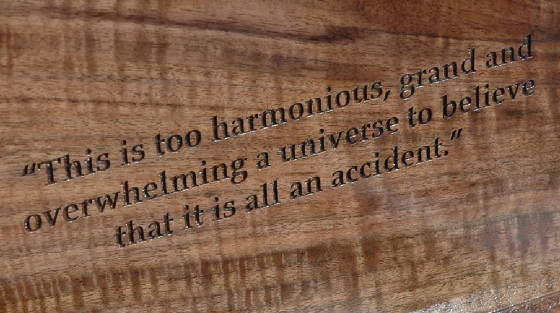 “This is too harmonious, grand and
overwhelming a universe to believe
that it is all an accident.”